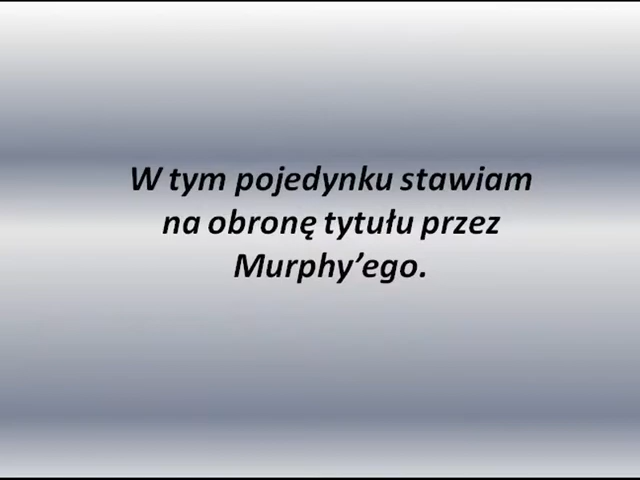 W tym pojedynku stawiam
na obronę tytułu przez
Murphy’ego.